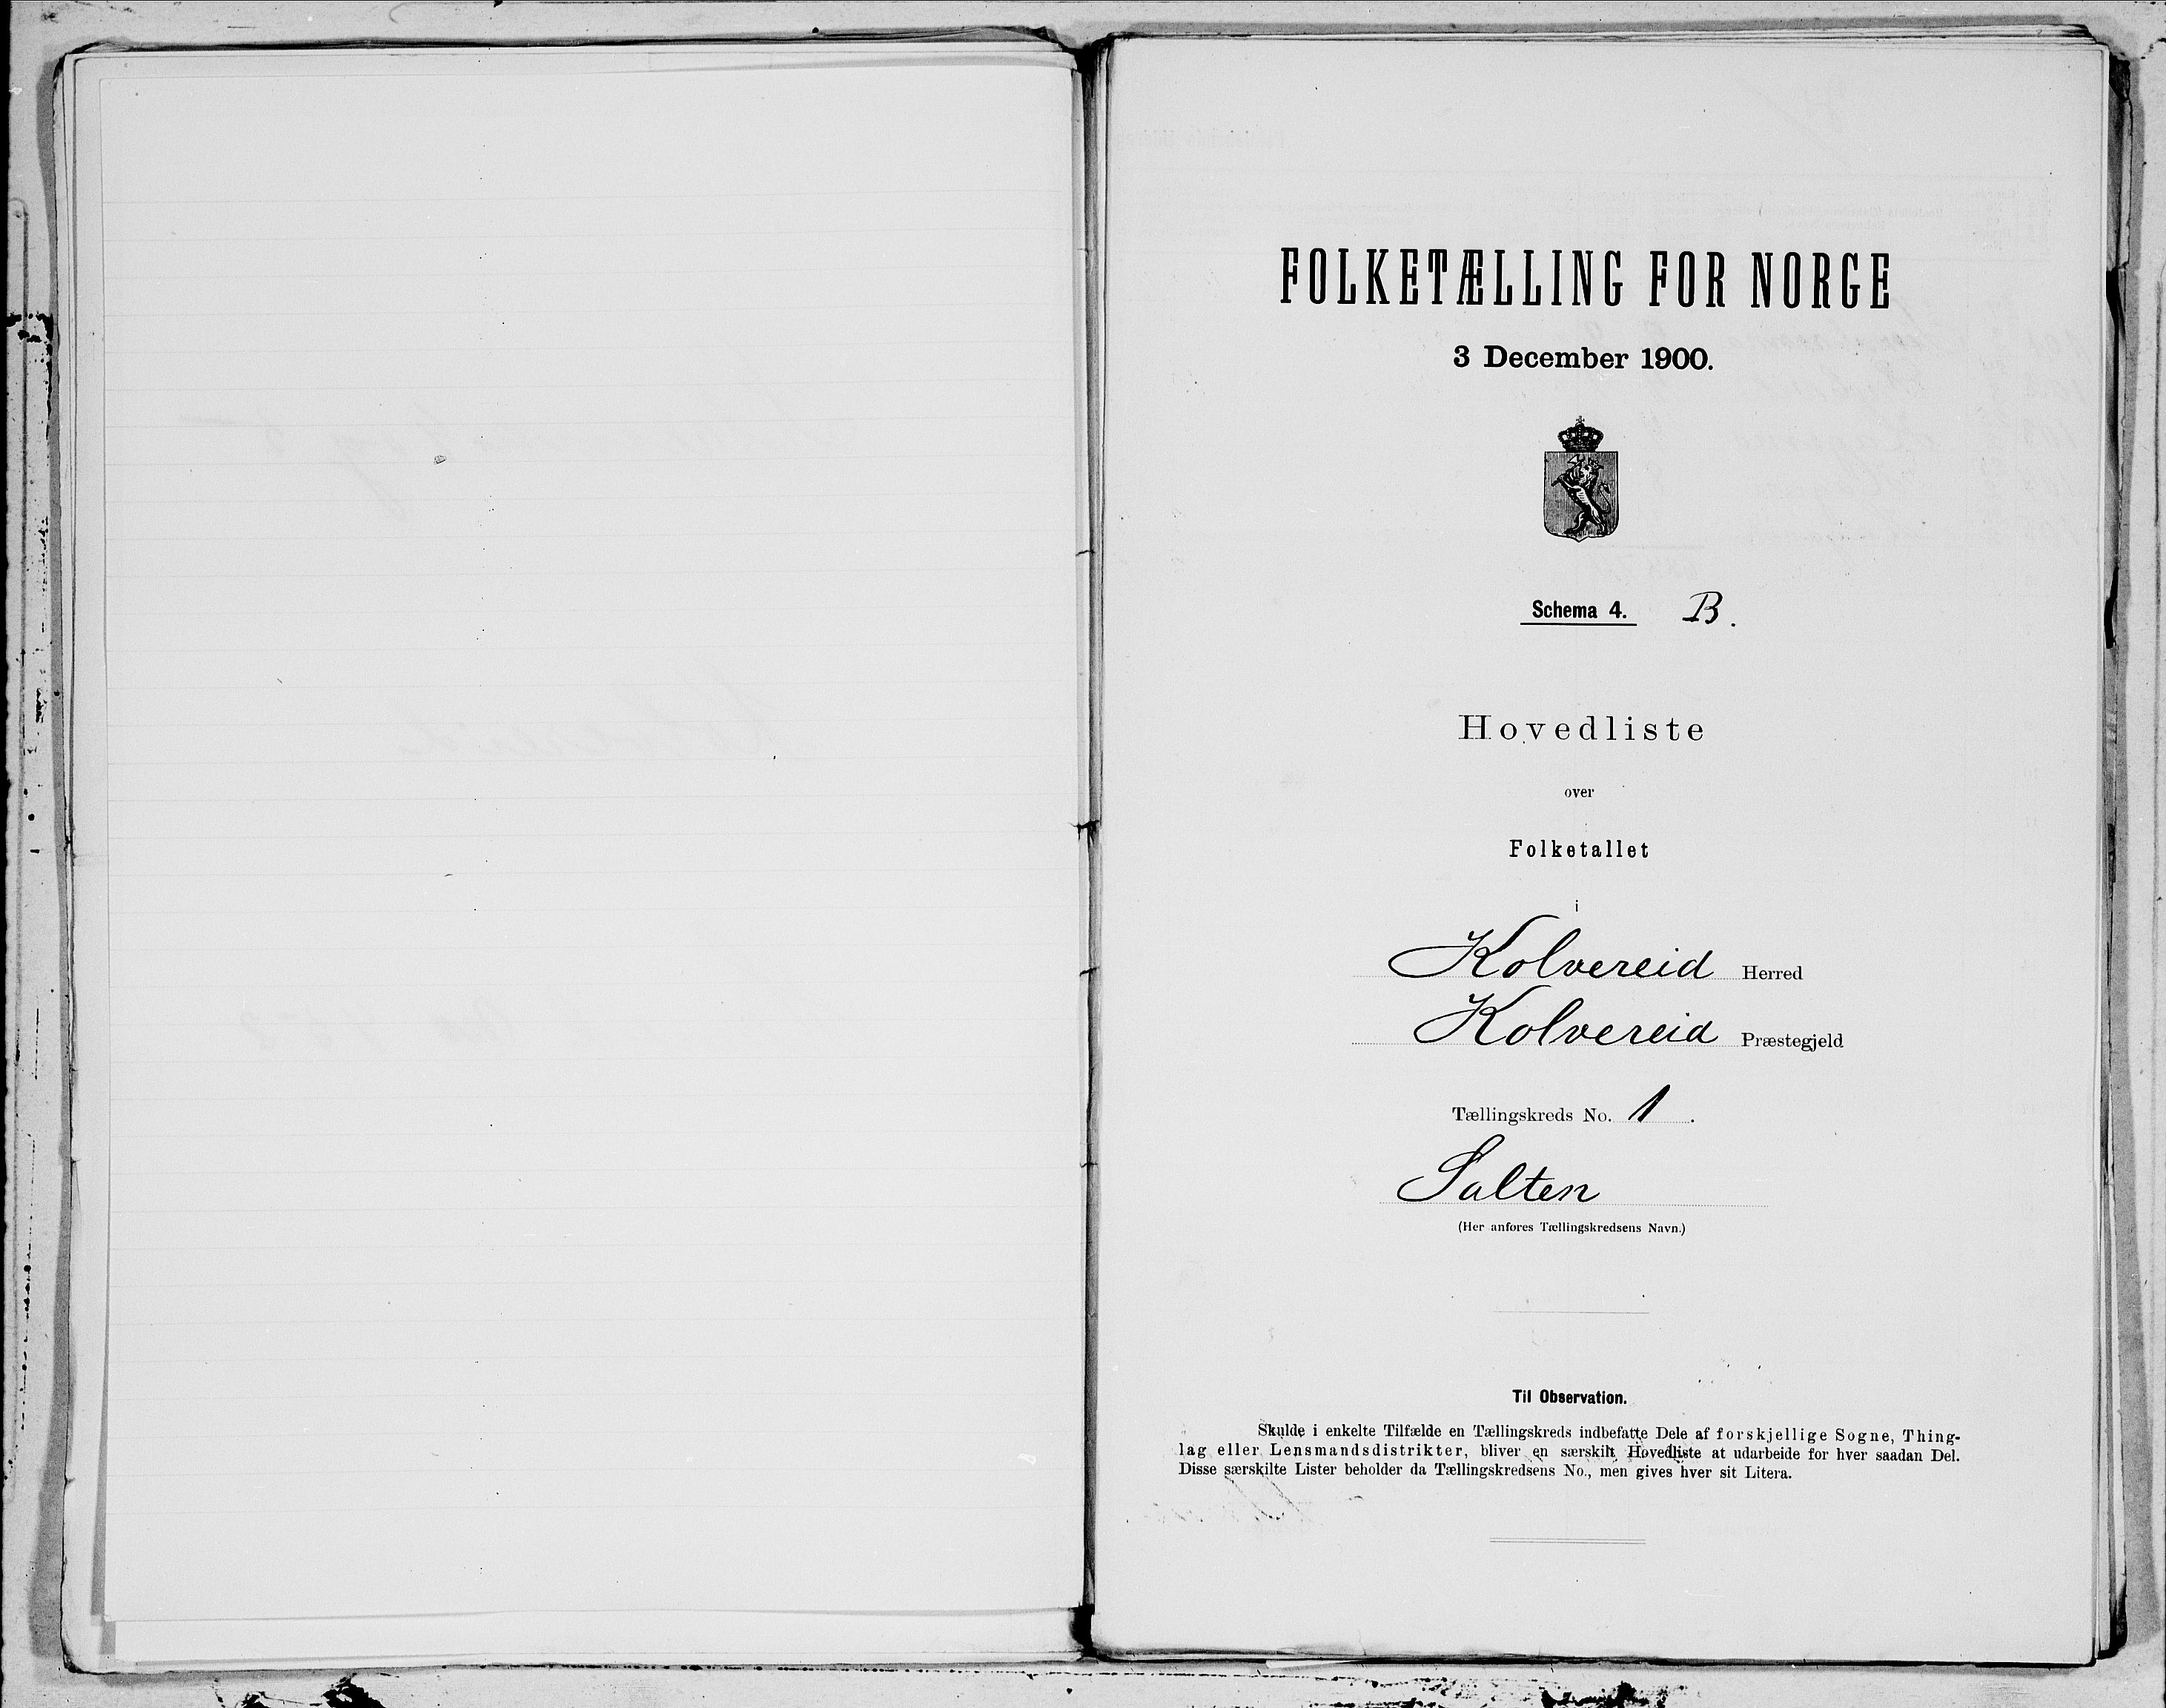 FOLKETÆLLING FOR NORGE
3 December 1900.
Schema 4. B.
Hovedliste
over
Folketallet
i
Kolvereid Herred
Kolvereid Præstegjeld
Tællingskreds No. 1.
Salten
(Her anføres Tællingskredsens Navn.)
Til Observation.
Skulde i enkelte Tilfælde en Tællingskreds indbefatte Dele af forskjellige Sogne, Thing-
lag eller Lensmandsdistrikter, bliver en særskilt Hovedliste at udarbeide for hver saadan Del.
Disse særskilte Lister beholder da Tællingskredsens No., men gives hver sit Litera.